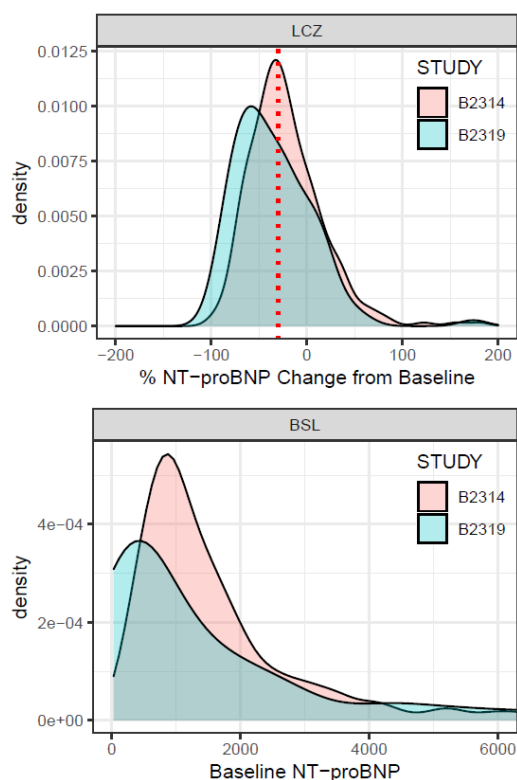 LCZ
STUDY
B2314
B2319
density
0.0125
0.0100
0.0075
0.0050
0.0025
0.0000
−200 −100 0 100 200
% NT−proBNP Change from Baseline
BSL
STUDY
B2314
B2319
density
4e−04
2e−04
0e+00
0 2000 4000 6000
Baseline NT−proBNP